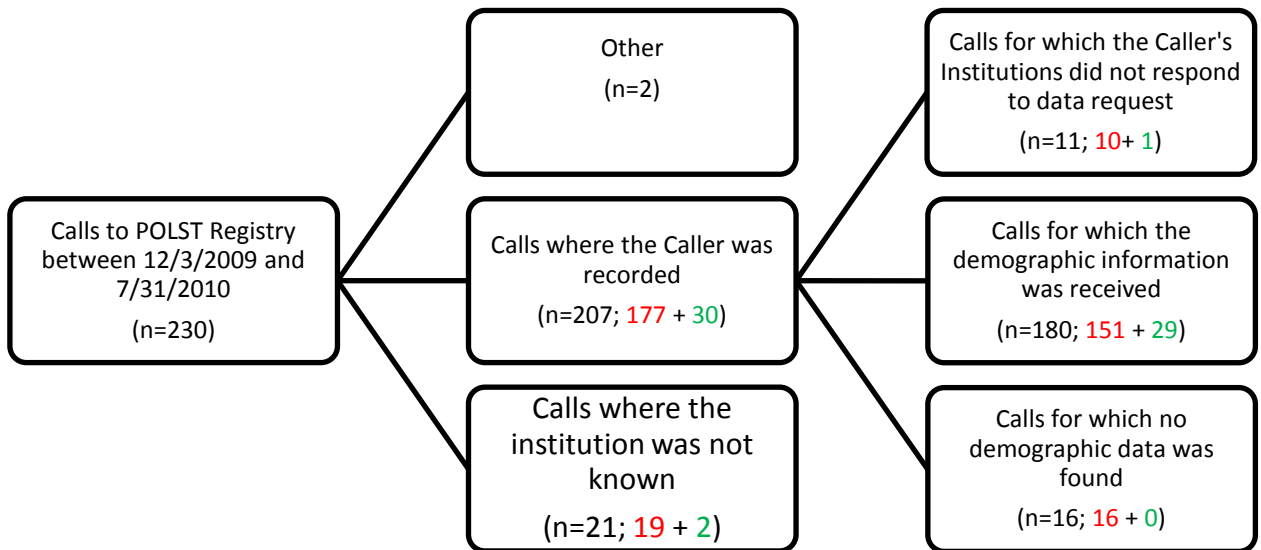 Calls to POLST Registry
between 12/3/2009 and
7/31/2010
(n=230)
Other
(n=2)
Calls where the Caller was
recorded
(n=207; 177 + 30)
Calls where the
institution was not
known
(n=21; 19 + 2)
Calls for which the Caller's
Institutions did not respond
to data request
(n=11; 10+ 1)
Calls for which the
demographic information
was received
(n=180; 151 + 29)
Calls for which no
demographic data was
found
(n=16; 16 + 0)